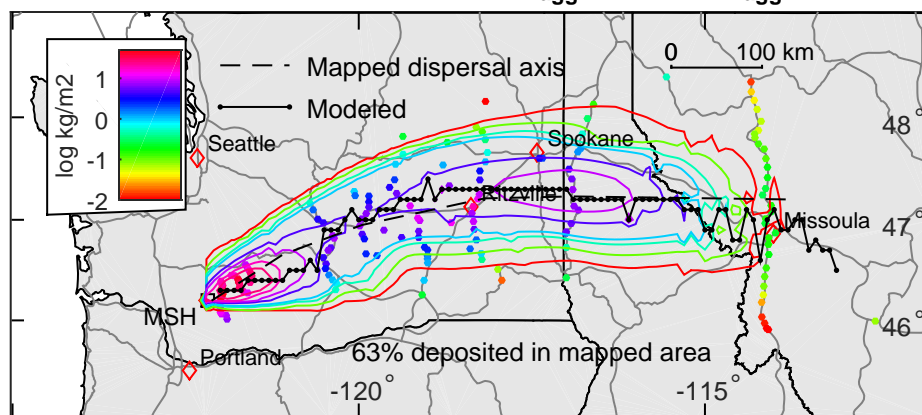 0 100 km
Mapped dispersal axis
Modeled
log kg/m2
1
0
-1
-2
Seattle
Spokane
Ritzville
Missoula
MSH
Portland
63% deposited in mapped area
48°
47°
46°
-120°
-115°